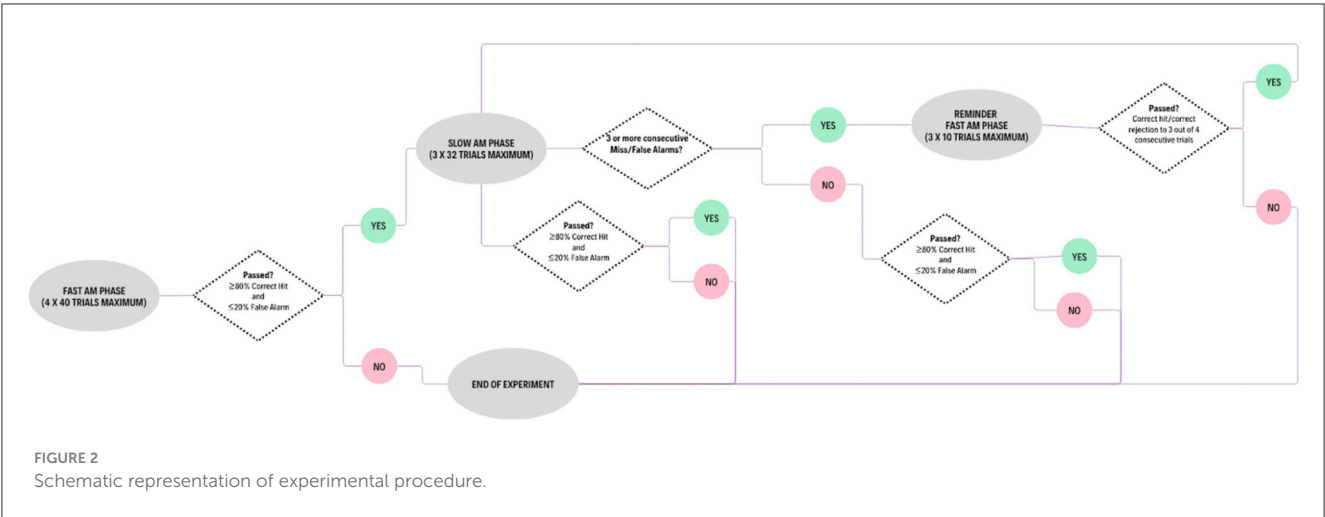 FAST AM PHASE
(4 X 40 TRIALS MAXIMUM)
Passed?
≥80% Correct Hit
and
≤20% False Alarm
YES
NO
SLOW AM PHASE
(3 X 32 TRIALS MAXIMUM)
3 or more consecutive
Miss/False Alarms?
YES
NO
REMINDER
FAST AM PHASE
(3 X 10 TRIALS MAXIMUM)
Passed?
Correct hit/correct
rejection to 3 out of 4
consecutive trials
YES
NO
Passed?
≥80% Correct Hit
and
≤20% False Alarm
YES
NO
Passed?
≥80% Correct Hit
and
≤20% False Alarm
YES
NO
END OF EXPERIMENT
FIGURE 2
Schematic representation of experimental procedure.